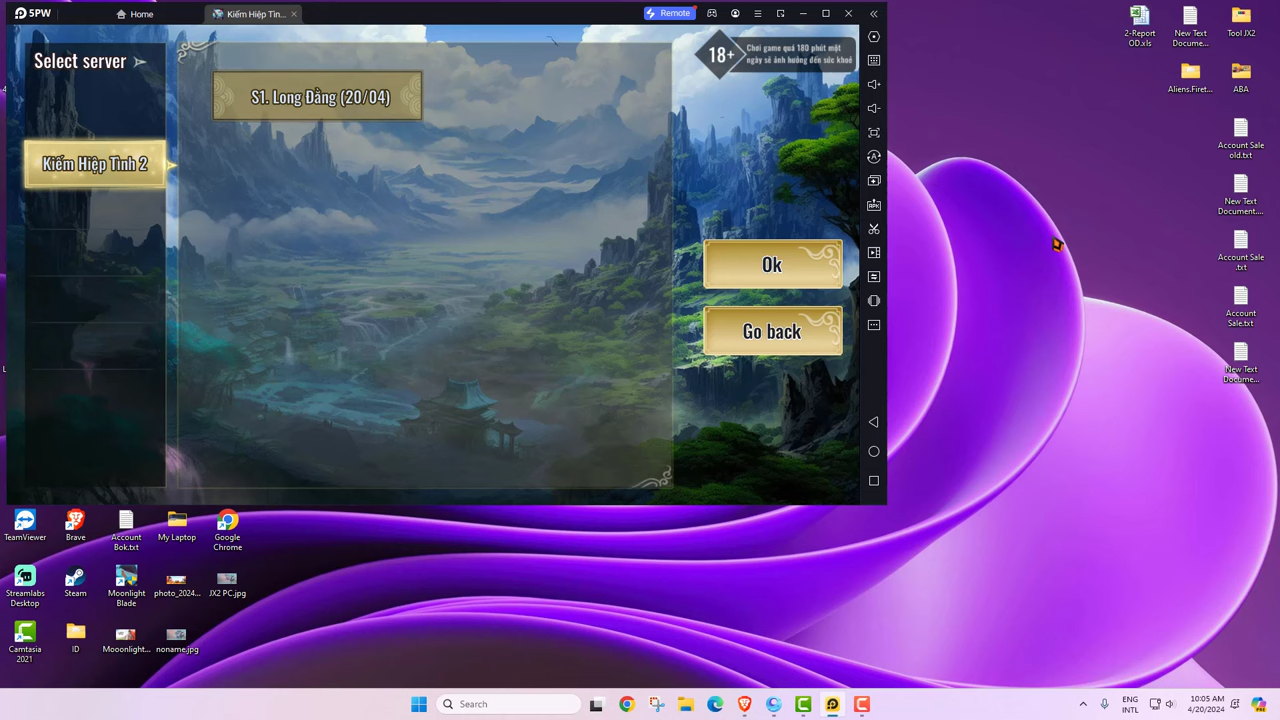 5PW
Home
Kiếm Hiệp Tìn...
Remote
Select server
Kiếm Hiệp Tình 2
S1. Long Đằng (20/04)
18+
Chơi game quá 180 phút một
ngày sẽ ảnh hưởng đến sức khoẻ
Ok
Go back
2-Report
OD.xls
New Text
Docume...
Tool JX2
Aliens.Firet...
ABA
Account Sale
old.txt
New Text
Document....
Account Sale
.txt
Account
Sale.txt
New Text
Docume...
TeamViewer
Brave
Account
Bok.txt
My Laptop
Google
Chrome
Streamlabs
Desktop
Steam
Moonlight
Blade
photo_2024...
JX2 PC.jpg
Camtasia
2021
ID
Mooonlight...
noname.jpg
Search
ENG
INTL
10:05 AM
4/20/2024